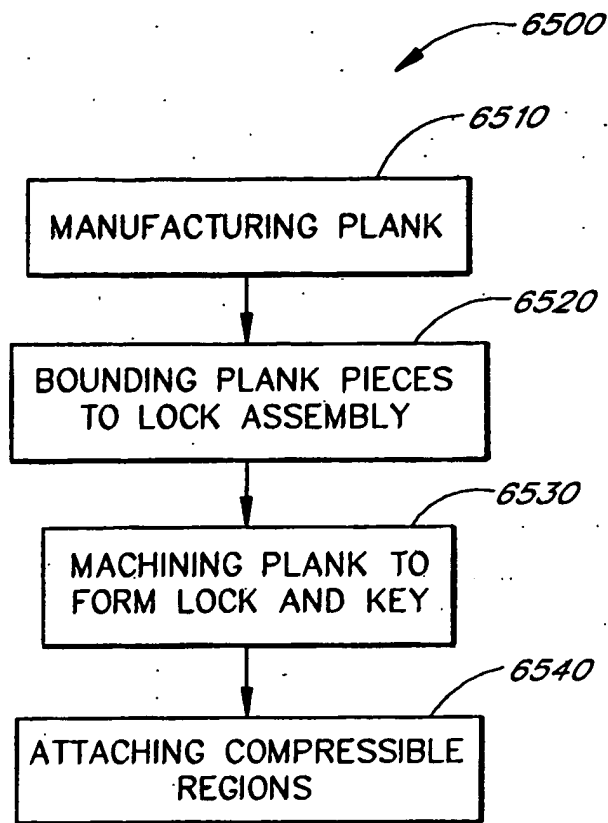 6500
6510
MANUFACTURING PLANK
6520
BOUNDING PLANK PIECES
TO LOCK ASSEMBLY
6530
MACHINING PLANK TO
FORM LOCK AND KEY
6540
ATTACHING COMPRESSIBLE
REGIONS